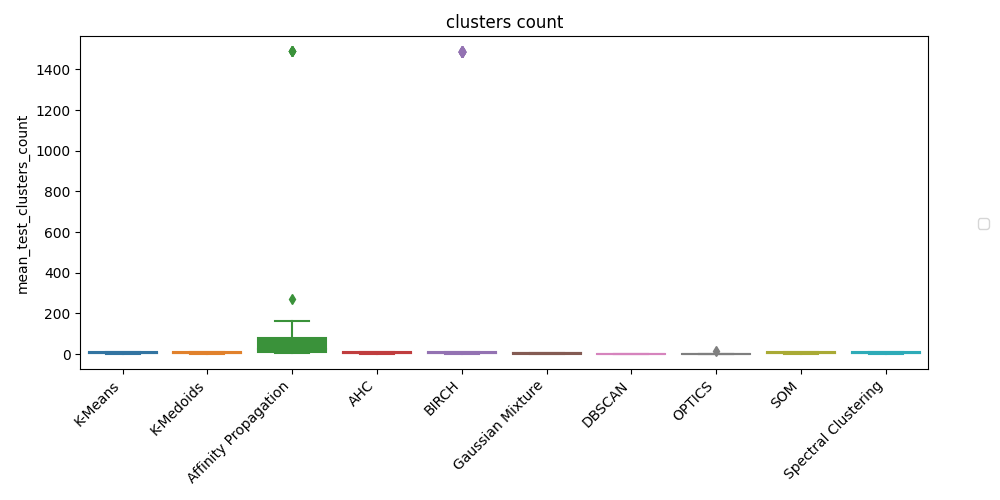 clusters count
mean_test_clusters_count
1400
1200
1000
800
600
400
200
0
K-Means
K-Medoids
Affinity Propagation
AHC
BIRCH
Gaussian Mixture
DBSCAN
OPTICS
SOM
Spectral Clustering